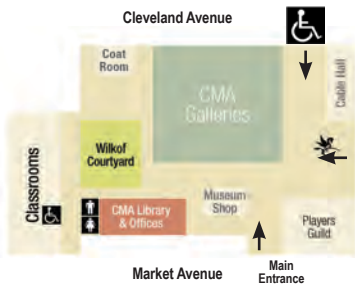 Cleveland Avenue
Coat
Room
CMA
Galleries
Cable Hall
Wilkof
Courtyard
Classrooms
CMA Library
& Offices
Museum
Shop
Players
Guild
Market Avenue
Main
Entrance